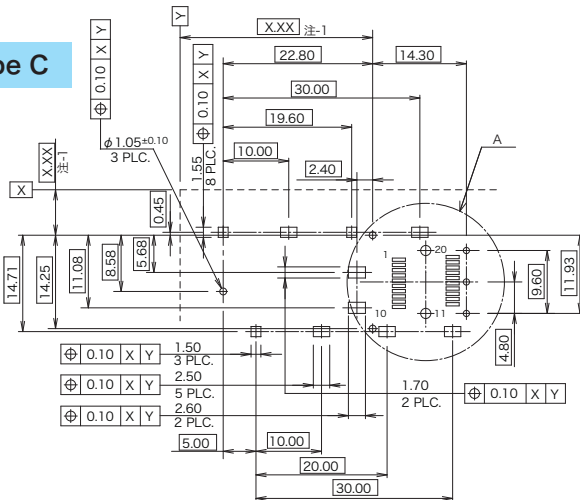 Y
X.XX 注-1
pe C
22.80
14.30
⌖ 0.10 X Y
⌖ 0.10 X Y
30.00
φ1.05±0.10
3 PLC.
19.60
A
X.XX
注-1
1.55
8 PLC.
10.00
2.40
X
0.45
1
20
14.71
14.25
11.08
8.58
5.68
9.60
11.93
10
11
4.80
⌖ 0.10 X Y
1.50
3 PLC.
⌖ 0.10 X Y
2.50
5 PLC.
1.70
2 PLC.
⌖ 0.10 X Y
⌖ 0.10 X Y
2.60
2 PLC.
5.00
10.00
20.00
30.00